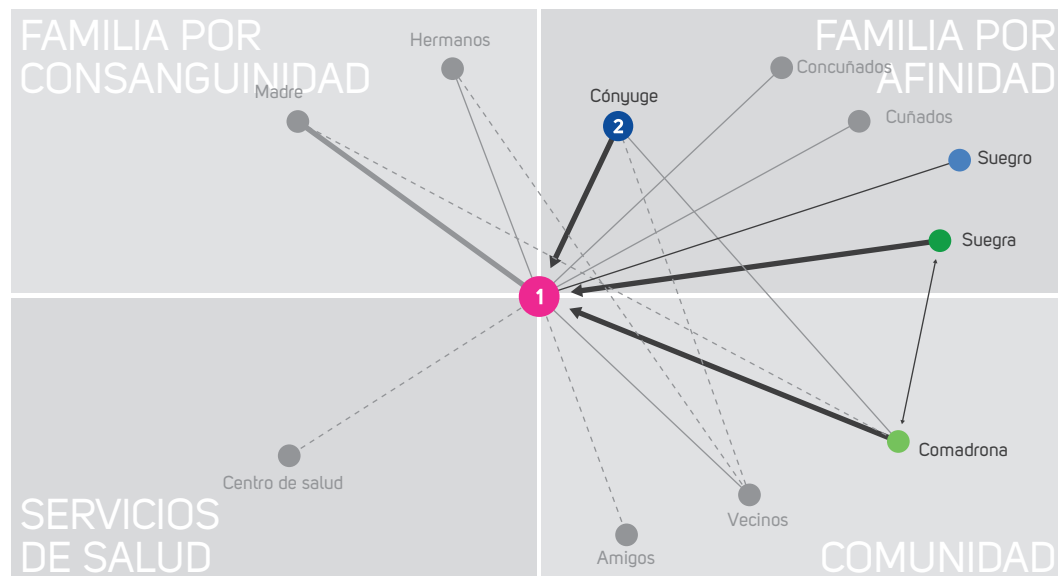 FAMILIA POR
CONSANGUINIDAD
Hermanos
Madre
FAMILIA POR
AFINIDAD
Concuñados
Cónyuge
2
Cuñados
Suegro
Suegra
1
Centro de salud
SERVICIOS
DE SALUD
Comadrona
Vecinos
Amigos
COMUNIDAD